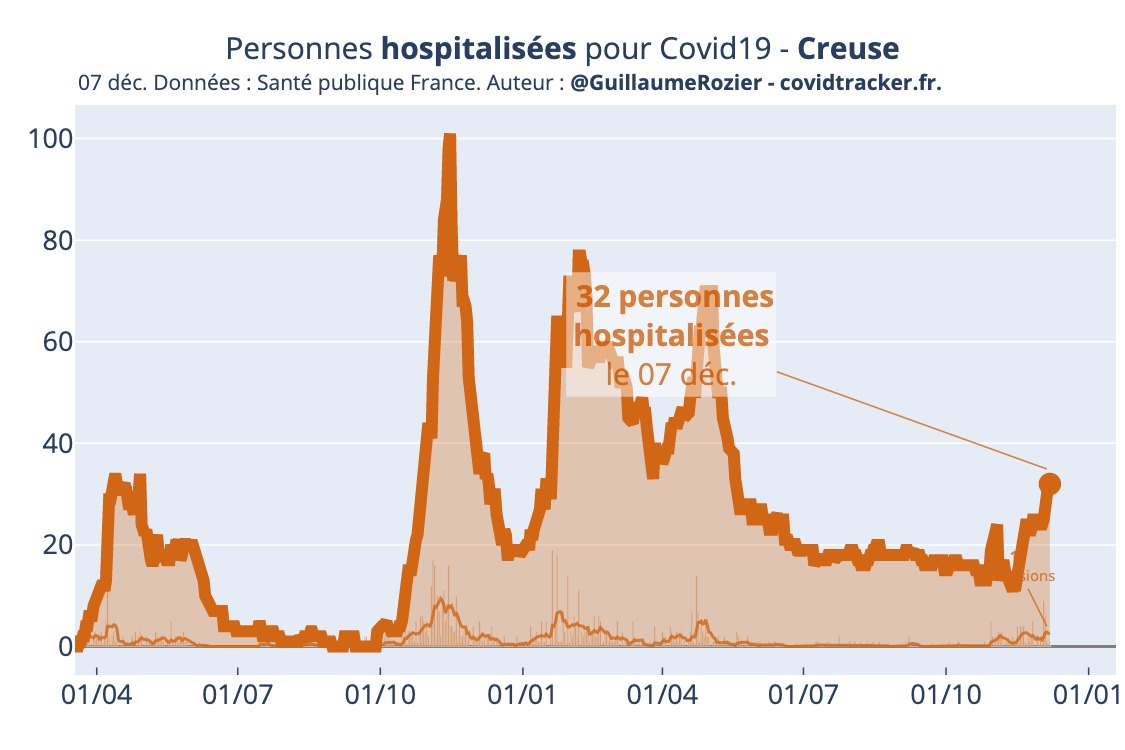 Personnes hospitalisées pour Covid19 - Creuse
07 déc. Données : Santé publique France. Auteur : @GuillaumeRozier - covidtracker.fr.
100
80
60
40
20
0
32 personnes
hospitalisées
le 07 déc.
01/04 01/07 01/10 01/01 01/04 01/07 01/10 01/01